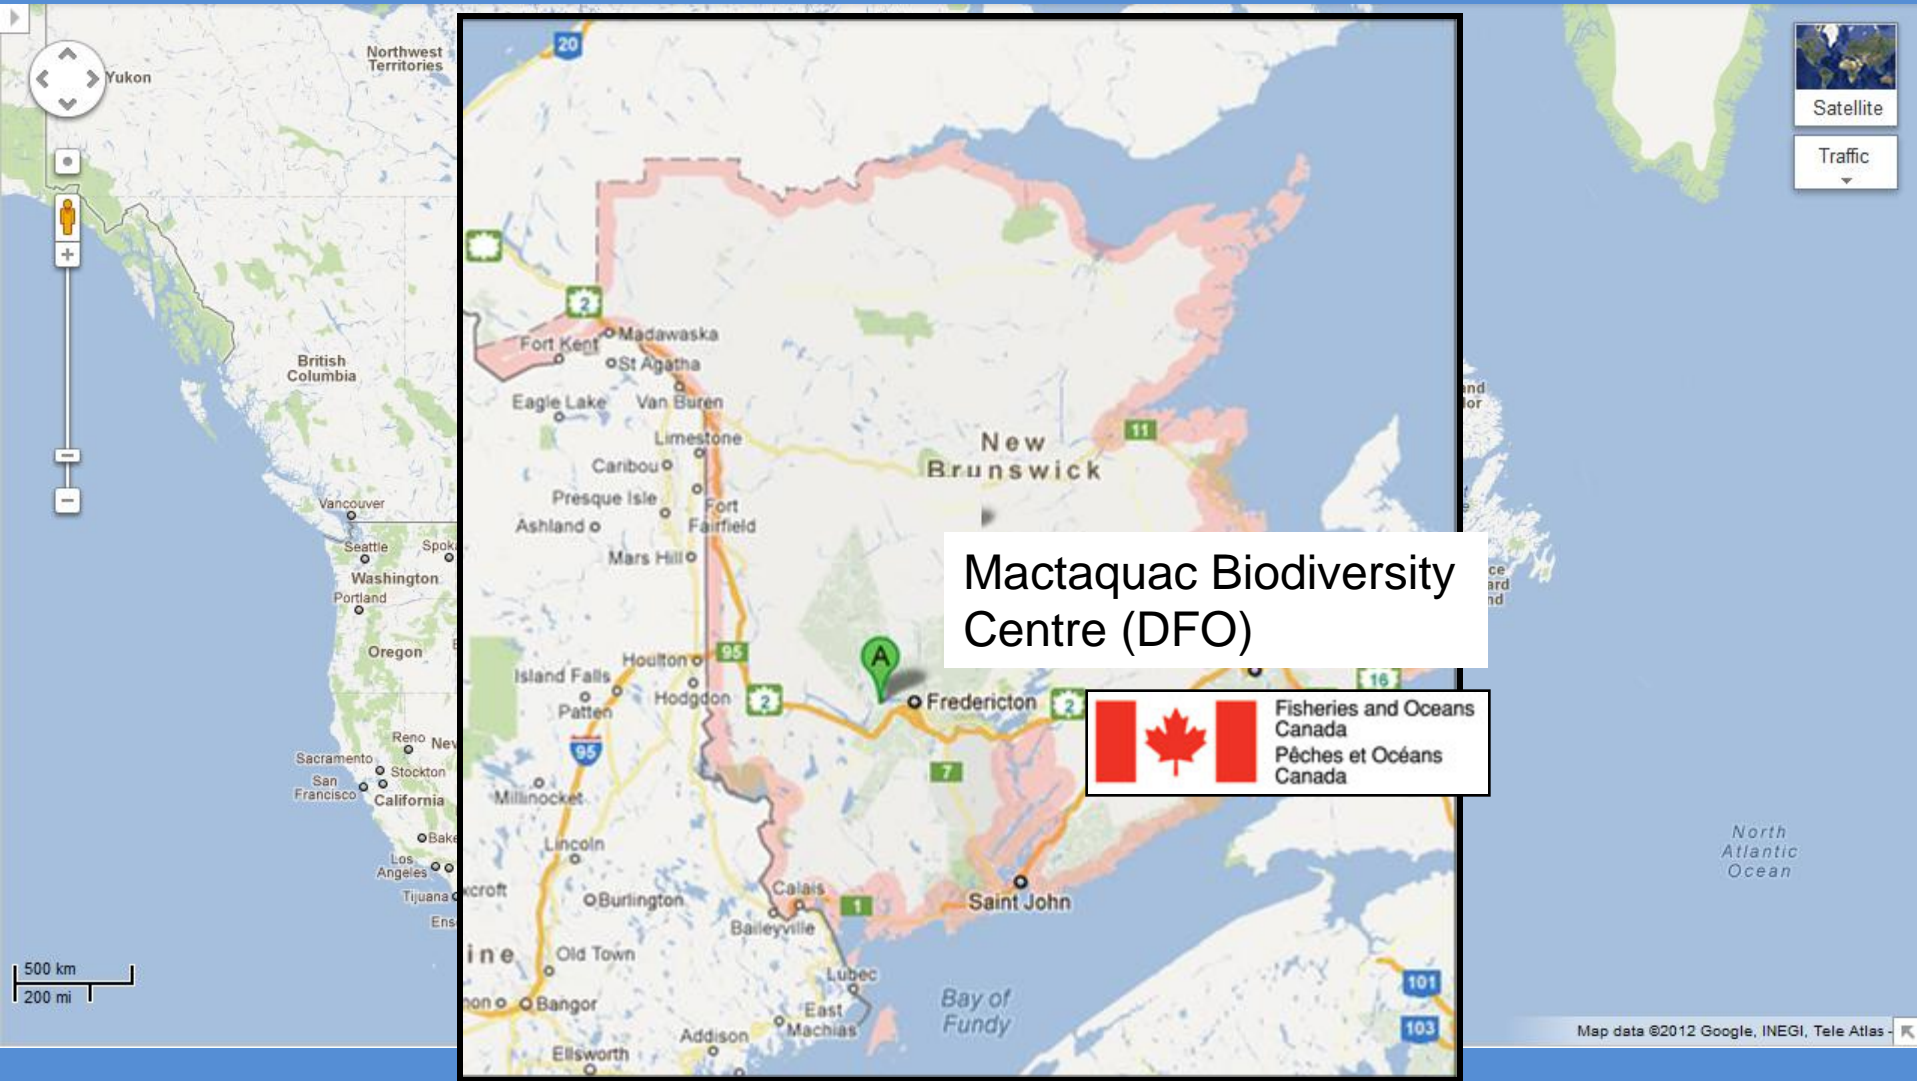 Northwest
Territories
Yukon
British
Columbia
Vancouver
Seattle
Washington
Portland
Oregon
Reno
Sacramento
Stockton
San
Francisco
California
Los
Angeles
Tijuana
500 km
200 mi
20
2
Madawaska
Fort Kent
St Agatha
Eagle Lake
Van Buren
Limestone
Caribou
Presque Isle
Fort
Fairfield
Ashland
Mars Hill
New
Brunswick
11
Mactaquac Biodiversity
Centre (DFO)
A
95
Houlton
Island Falls
Hodgdon
Patten
2
Fredericton
2
16
Fisheries and Oceans
Canada
Pêches et Océans
Canada
95
7
Millinocket
Lincoln
Burlington
Calais
1
Saint John
Baileyville
Old Town
Lubec
Bangor
East
Machias
Addison
Ellsworth
Bay of
Fundy
101
103
Satellite
Traffic
North
Atlantic
Ocean
Map data ©2012 Google, INEGI, Tele Atlas -